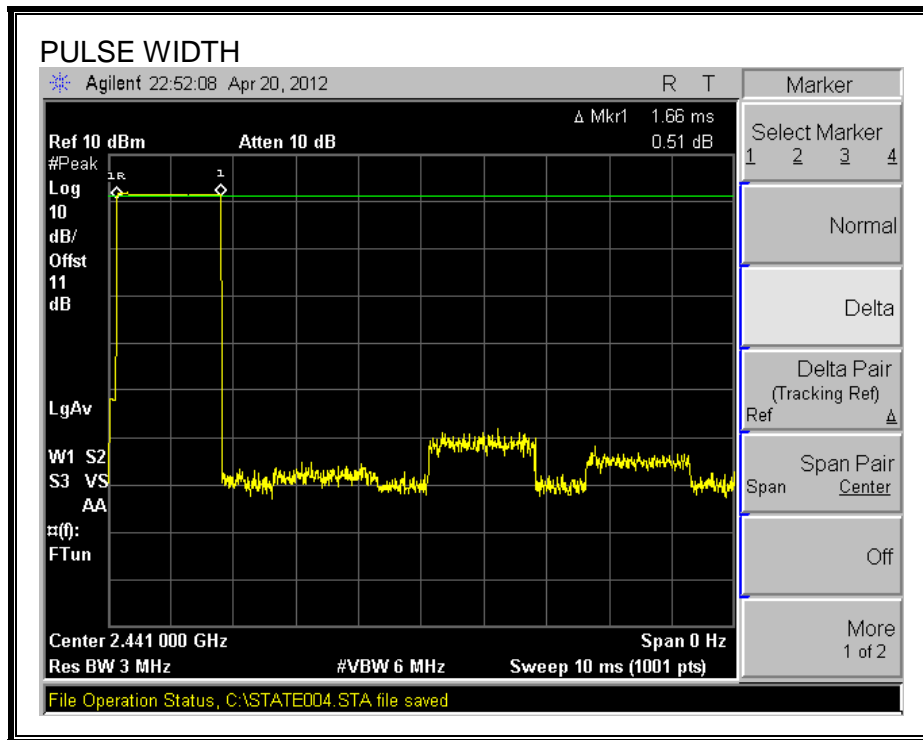 PULSE WIDTH
Agilent 22:52:08 Apr 20, 2012 R T
Marker
Δ Mkr1 1.66 ms
Ref 10 dBm Atten 10 dB 0.51 dB
#Peak
Log
10
dB/
Offst
11
dB
LgAv
W1 S2
S3 VS
AA
¤(f):
FTun
1R
1
Center 2.441 000 GHz Span 0 Hz
Res BW 3 MHz #VBW 6 MHz Sweep 10 ms (1001 pts)
Select Marker
1 2 3 4
Normal
Delta
Delta Pair
(Tracking Ref)
Ref Δ
Span Pair
Span Center
Off
More
1 of 2
File Operation Status, C:\STATE004.STA file saved